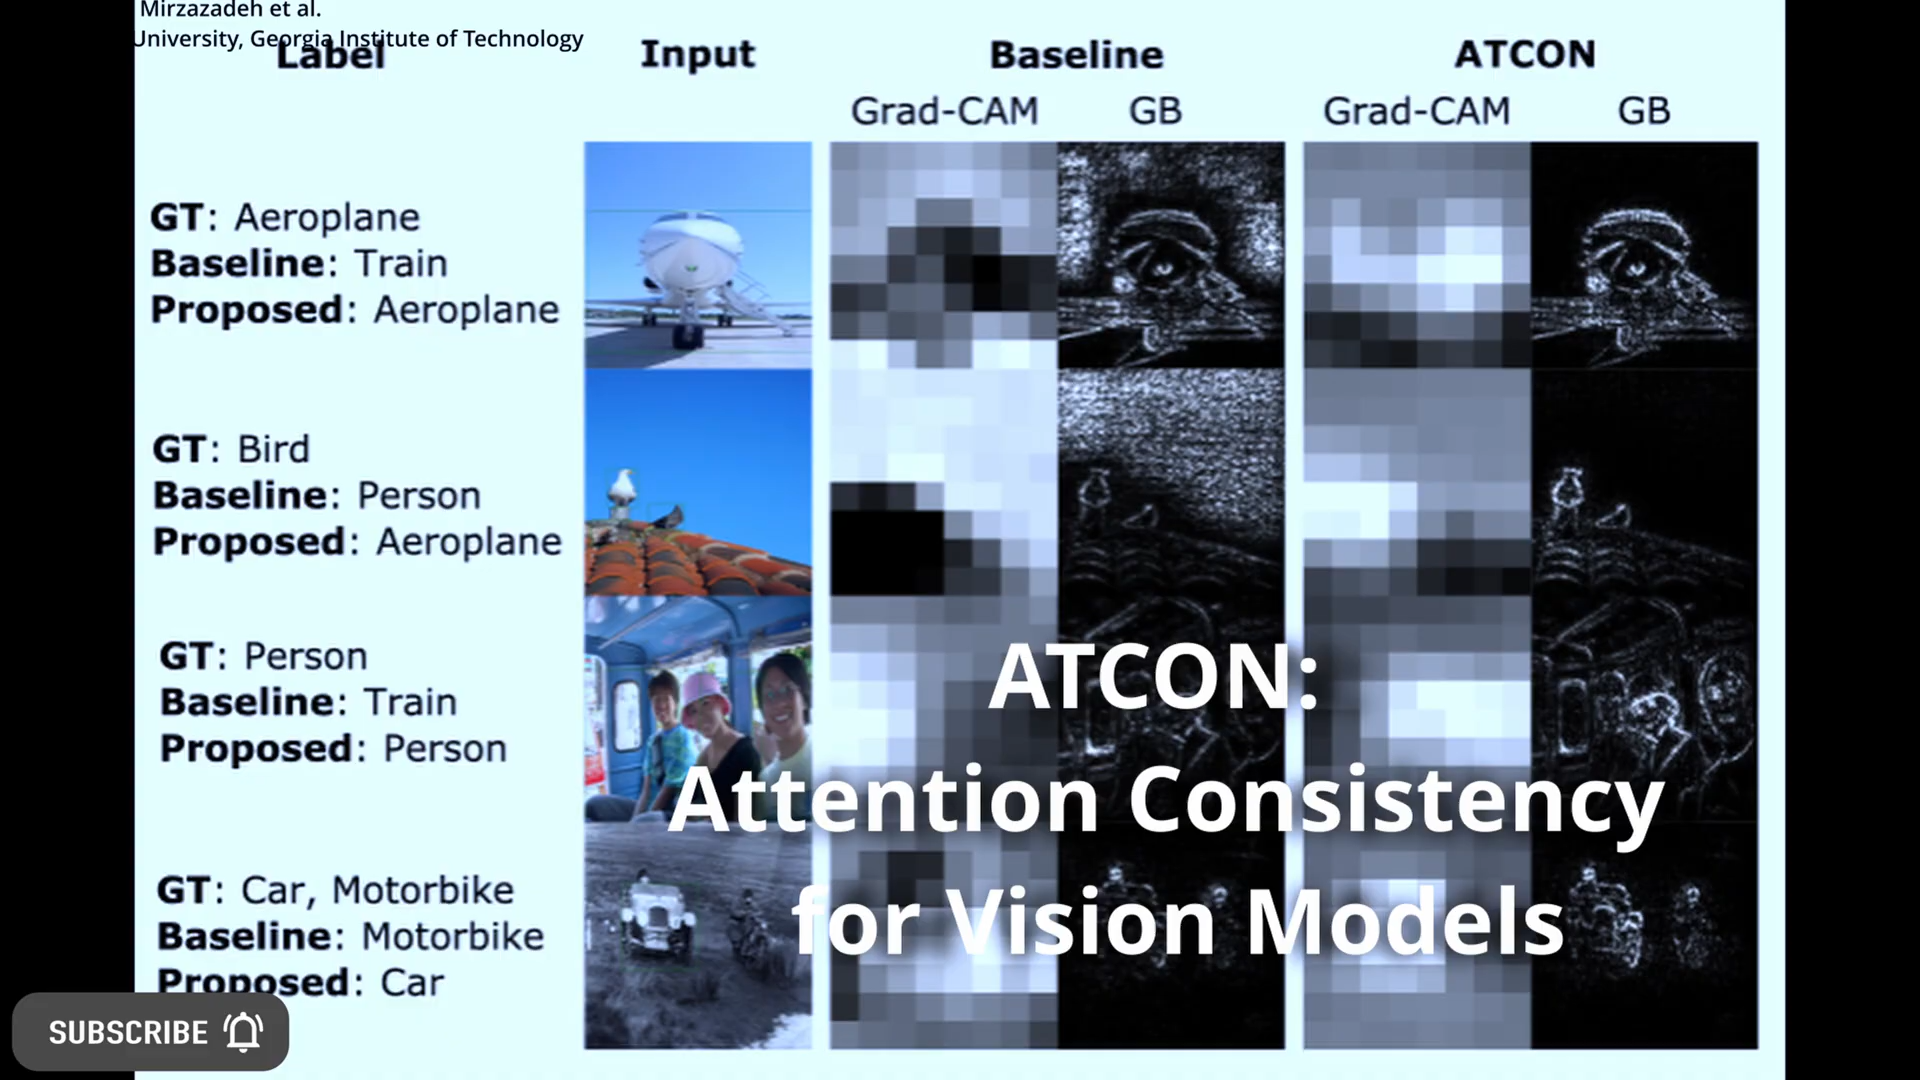 Mirzazadeh et al.
University, Georgia Institute of Technology
Label Input Baseline ATCON
Grad-CAM GB Grad-CAM GB
GT: Aeroplane
Baseline: Train
Proposed: Aeroplane
GT: Bird
Baseline: Person
Proposed: Aeroplane
GT: Person
Baseline: Train
Proposed: Person
GT: Car, Motorbike
Baseline: Motorbike
Proposed: Car
ATCON:
Attention Consistency
for Vision Models
SUBSCRIBE